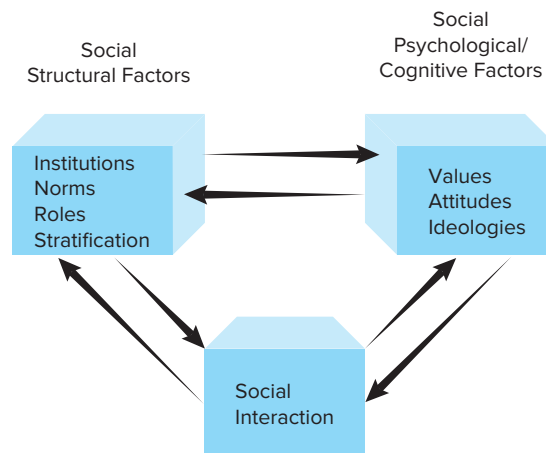 Social
Structural Factors
Social
Psychological/
Cognitive Factors
Institutions
Norms
Roles
Stratification
Values
Attitudes
Ideologies
Social
Interaction